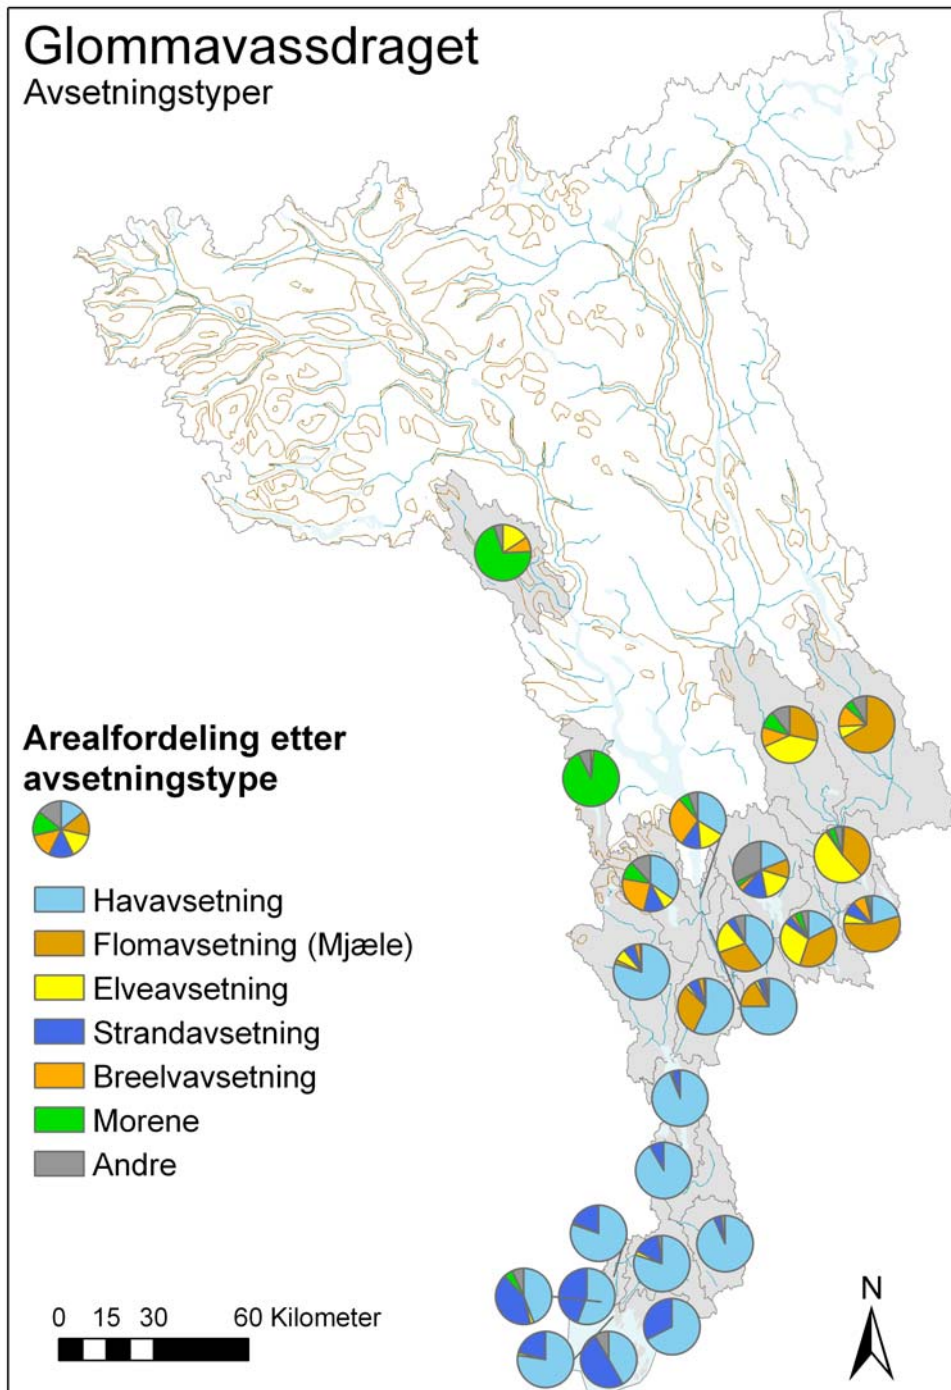 Glommavassdraget
Avsetningstyper
Arealfordeling etter
avsetningstype
Havavsetning
Flomavsetning (Mjæle)
Elveavsetning
Strandavsetning
Breelvavsetning
Morene
Andre
0 15 30 60 Kilometer
N